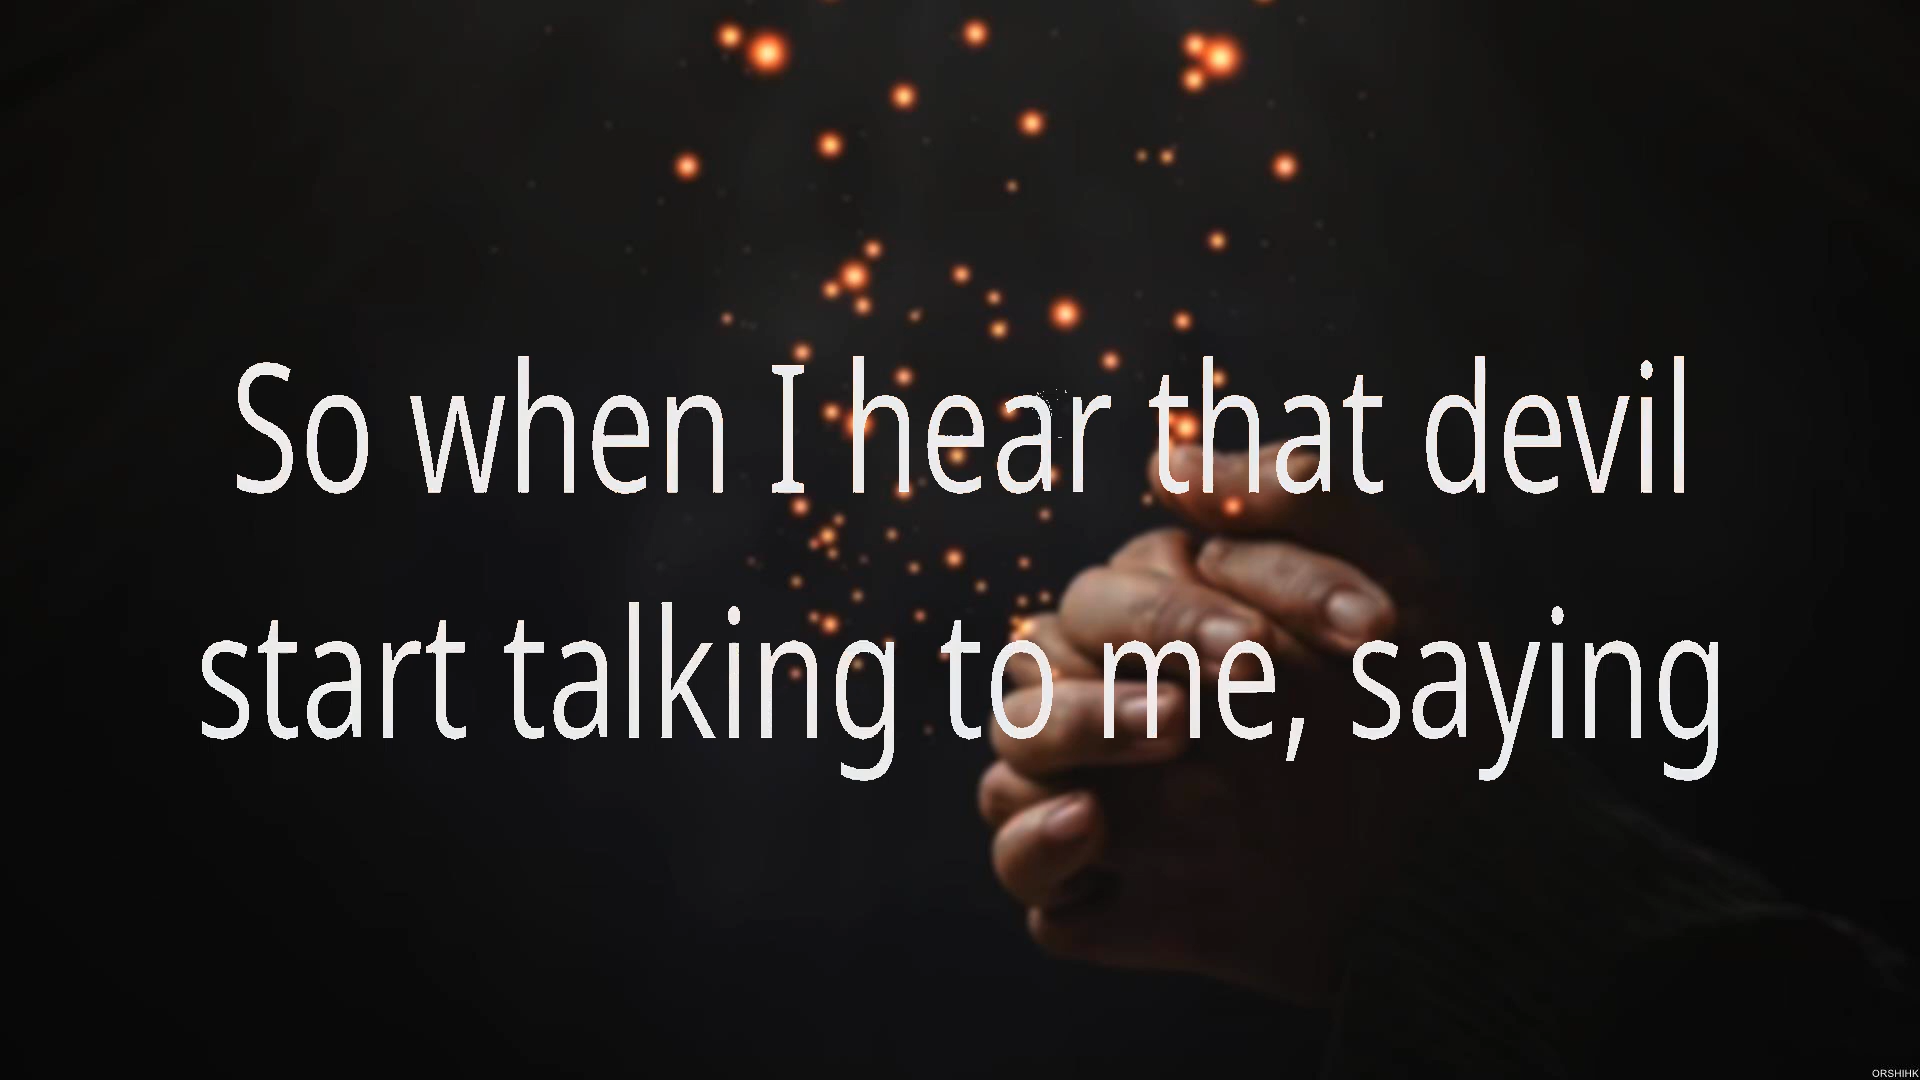 So when I hear that devil
start talking to me, saying
ORSHIHK